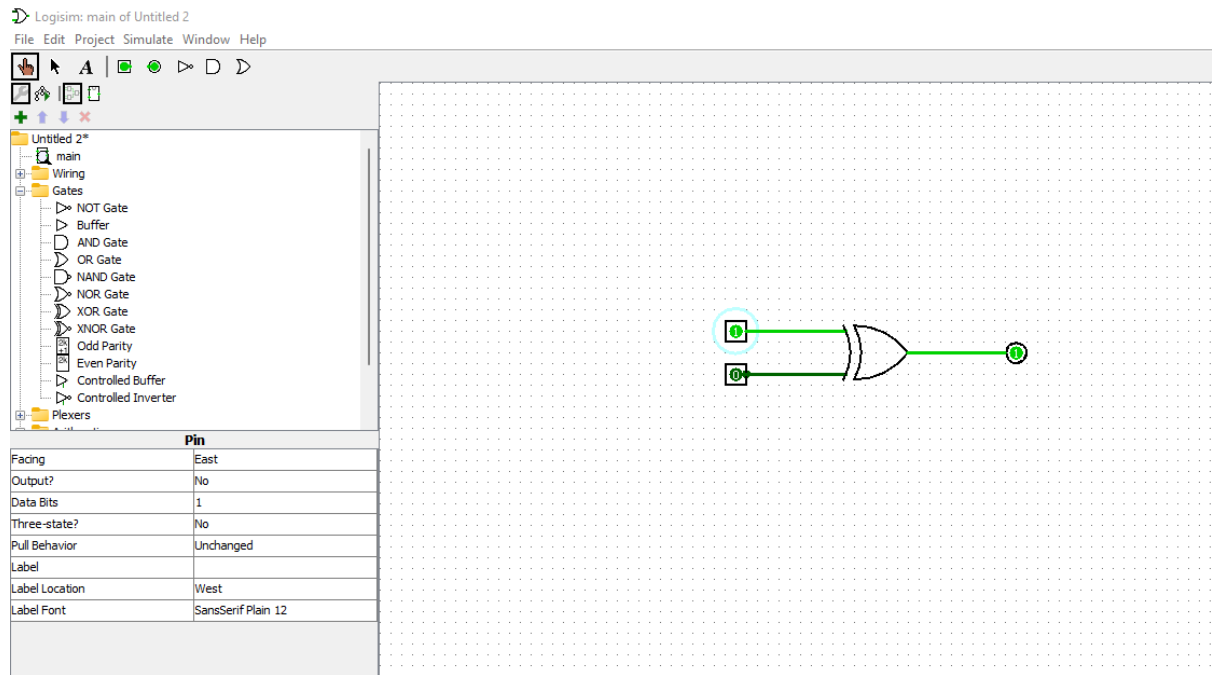 Logisim: main of Untitled 2
File Edit Project Simulate Window Help
A
Untitled 2*
main
Wiring
Gates
NOT Gate
Buffer
AND Gate
OR Gate
NAND Gate
NOR Gate
XOR Gate
XNOR Gate
2k+1 Odd Parity
2k Even Parity
Controlled Buffer
Controlled Inverter
Plexers
Pin
Facing East
Output? No
Data Bits 1
Three-state? No
Pull Behavior Unchanged
Label
Label Location West
Label Font SansSerif Plain 12
1
0
1